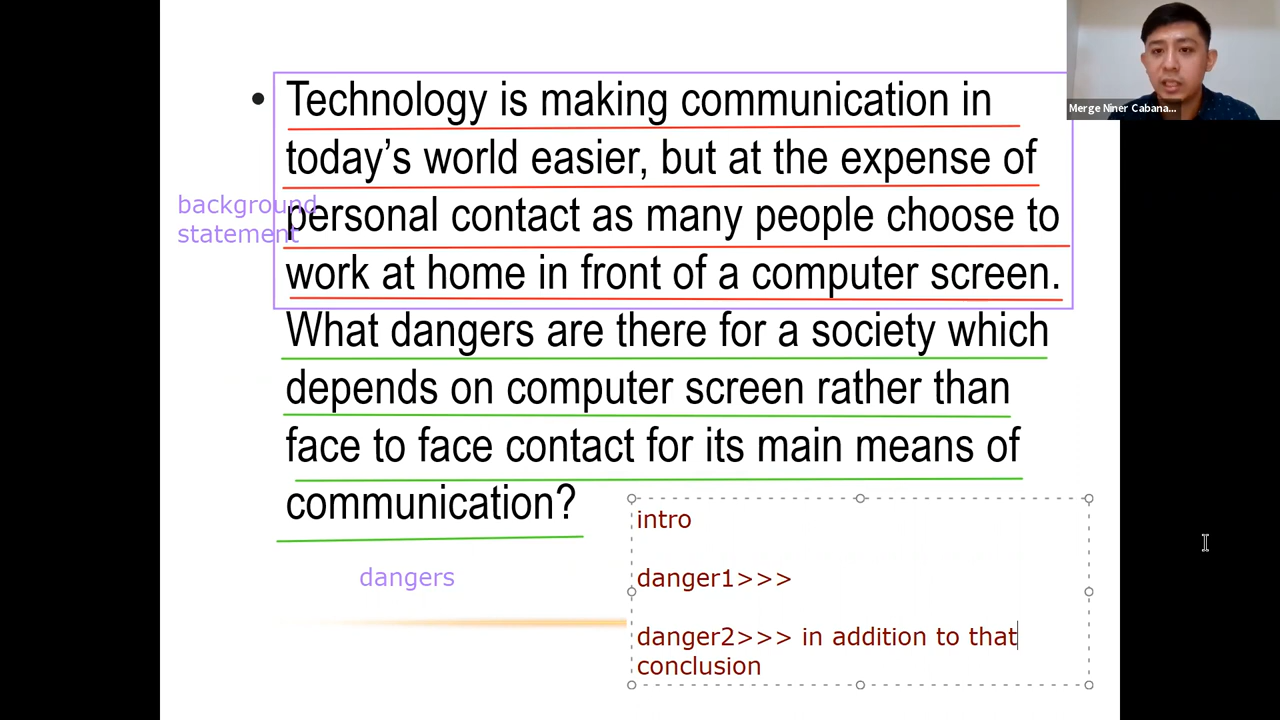 Merge Niner Cabana...
• Technology is making communication in
today's world easier, but at the expense of
personal contact as many people choose to
work at home in front of a computer screen.
What dangers are there for a society which
depends on computer screen rather than
face to face contact for its main means of
communication?
background
statement
dangers
intro
danger1>>>
danger2>>> in addition to that
conclusion